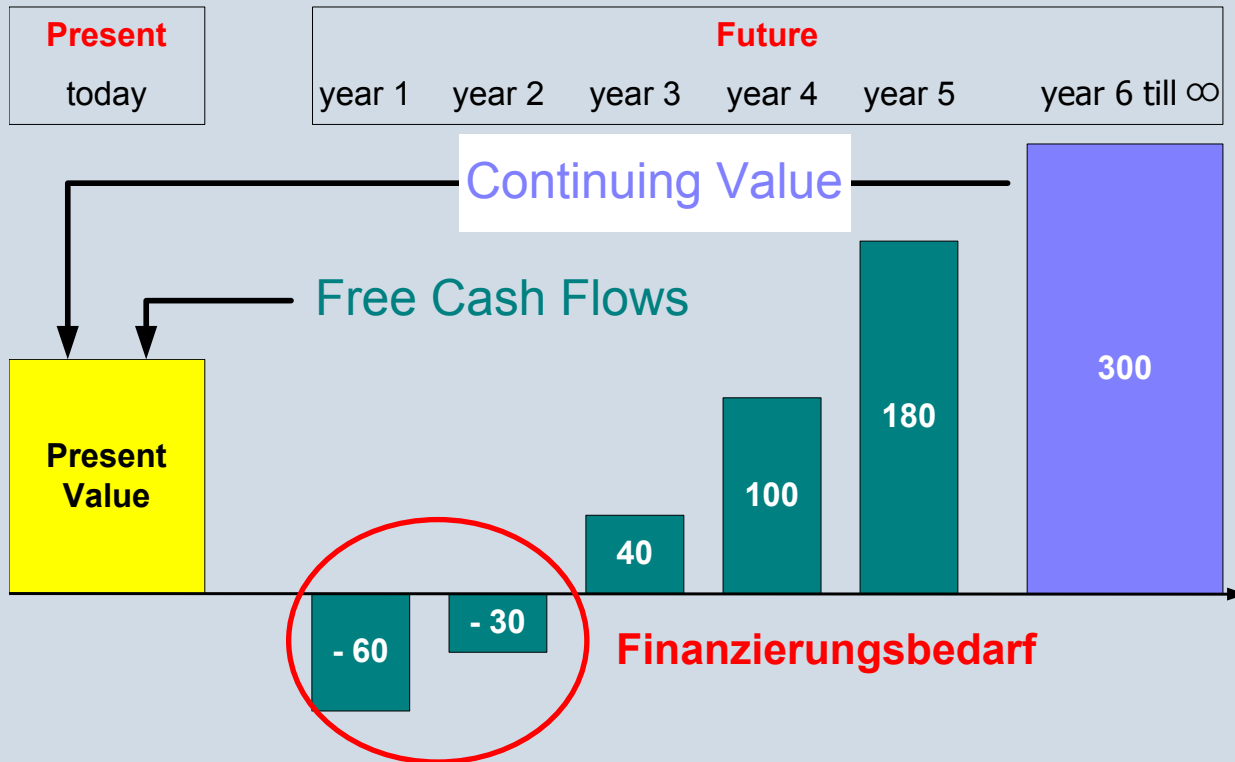 Present
Future
today
year 1
year 2
year 3
year 4
year 5
year 6 till ∞
Continuing Value
Free Cash Flows
Present
Value
300
180
100
40
- 60
- 30
Finanzierungsbedarf